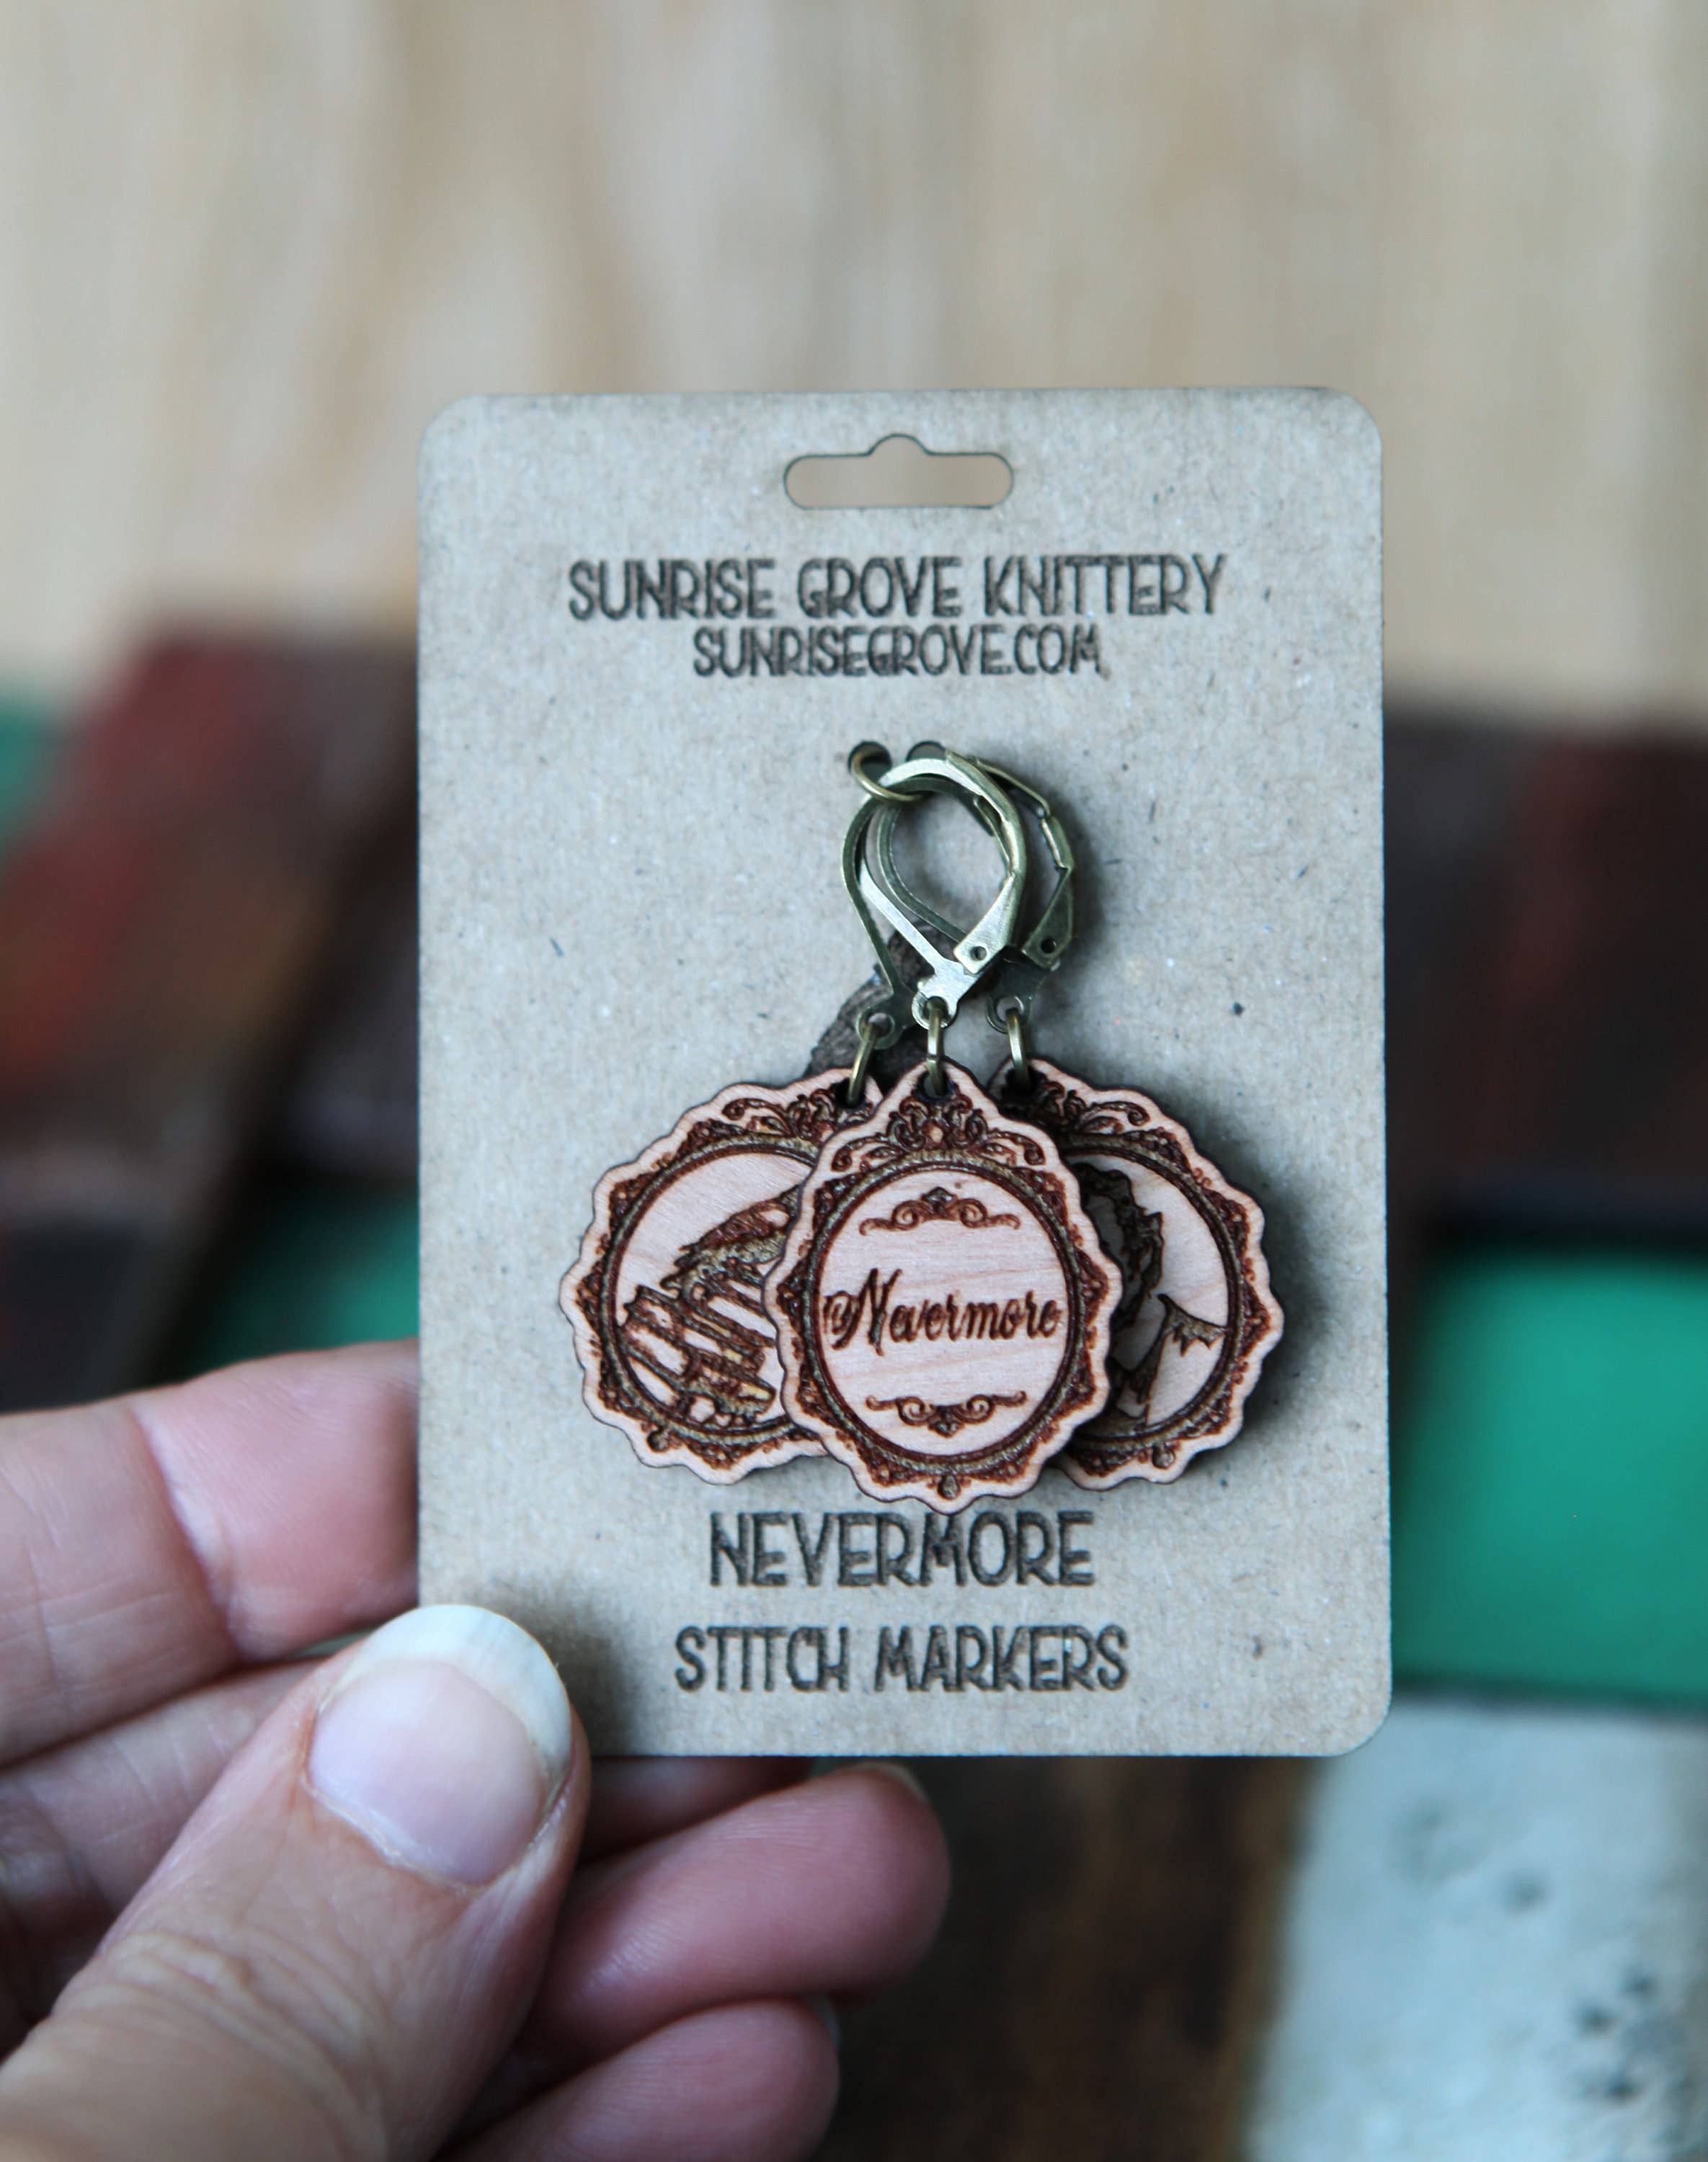 SUNRISE GROVE KNITTERY
SUNRISEGROVE.COM
Nevermore
NEVERMORE
STITCH MARKERS